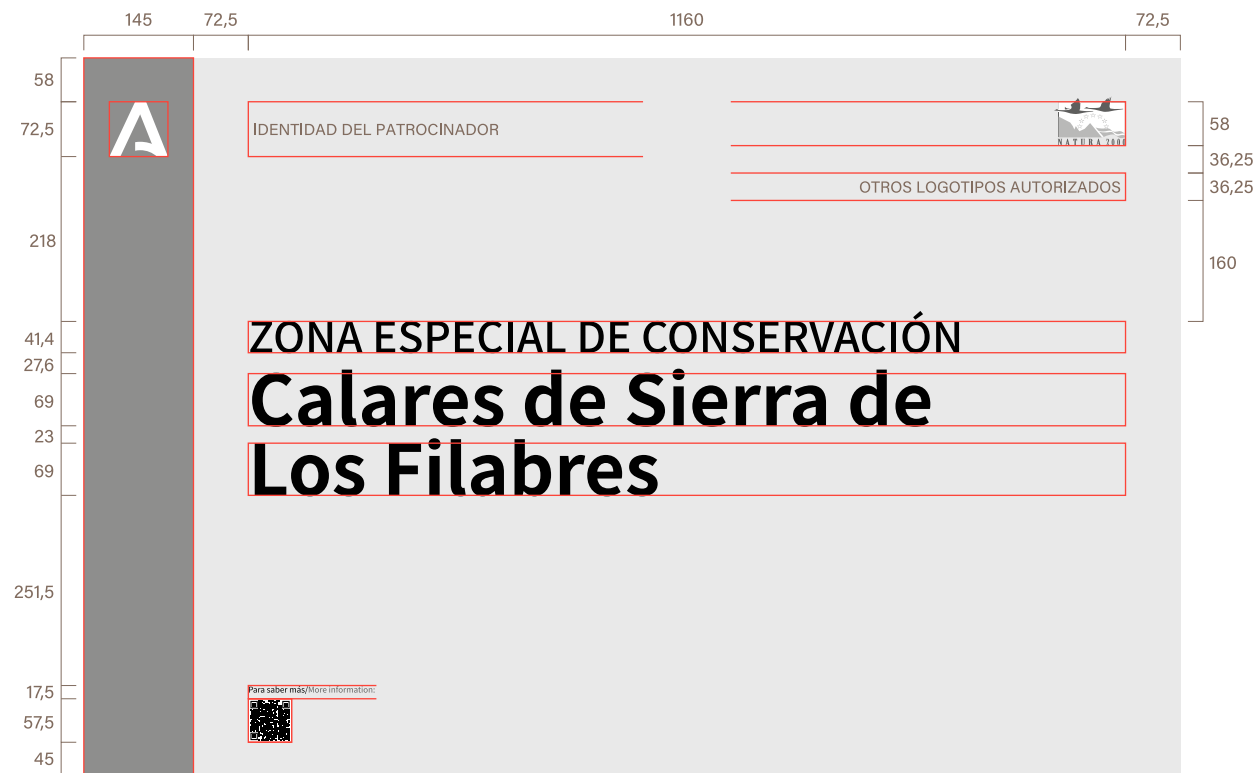 145 72,5 1160 72,5
58
72,5
218
41,4
27,6
69
23
69
251,5
17,5
57,5
45
IDENTIDAD DEL PATROCINADOR
NATURA 2000
OTROS LOGOTIPOS AUTORIZADOS
58
36,25
36,25
160
ZONA ESPECIAL DE CONSERVACIÓN
Calares de Sierra de
Los Filabres
Para saber más/More information: